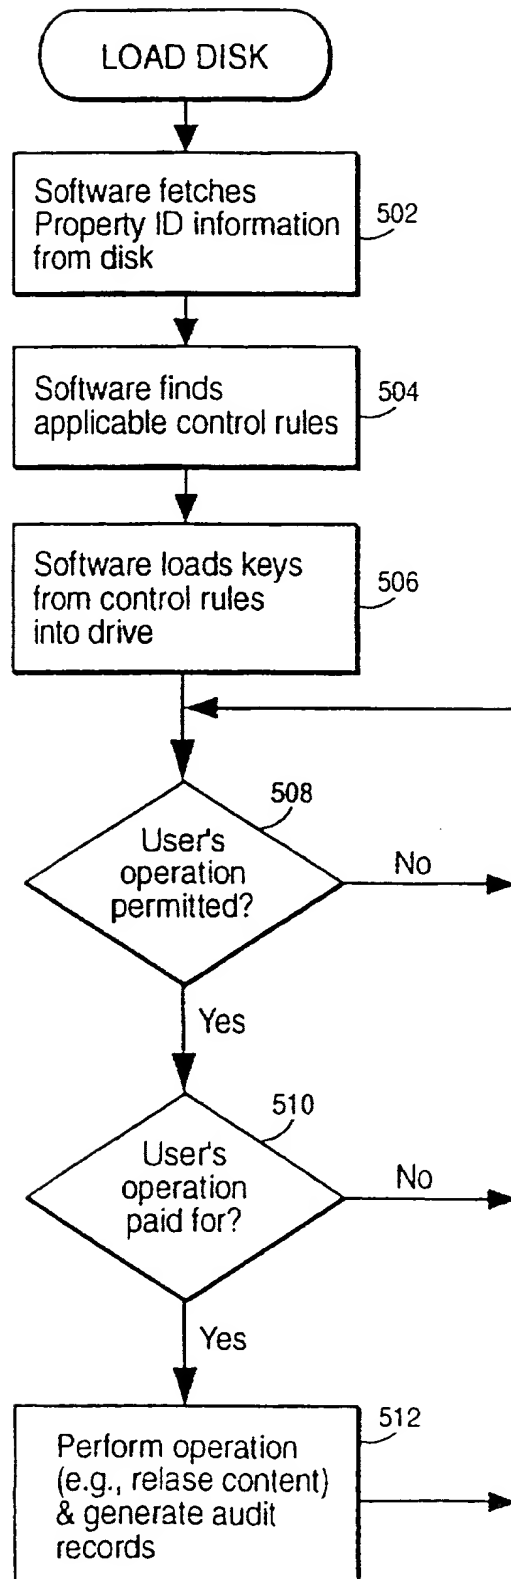 LOAD DISK
Software fetches
Property ID information
from disk
502
Software finds
applicable control rules
504
Software loads keys
from control rules
into drive
506
508
User's
operation
permitted?
No
Yes
510
User's
operation
paid for?
No
Yes
512
Perform operation
(e.g., relase content)
& generate audit
records